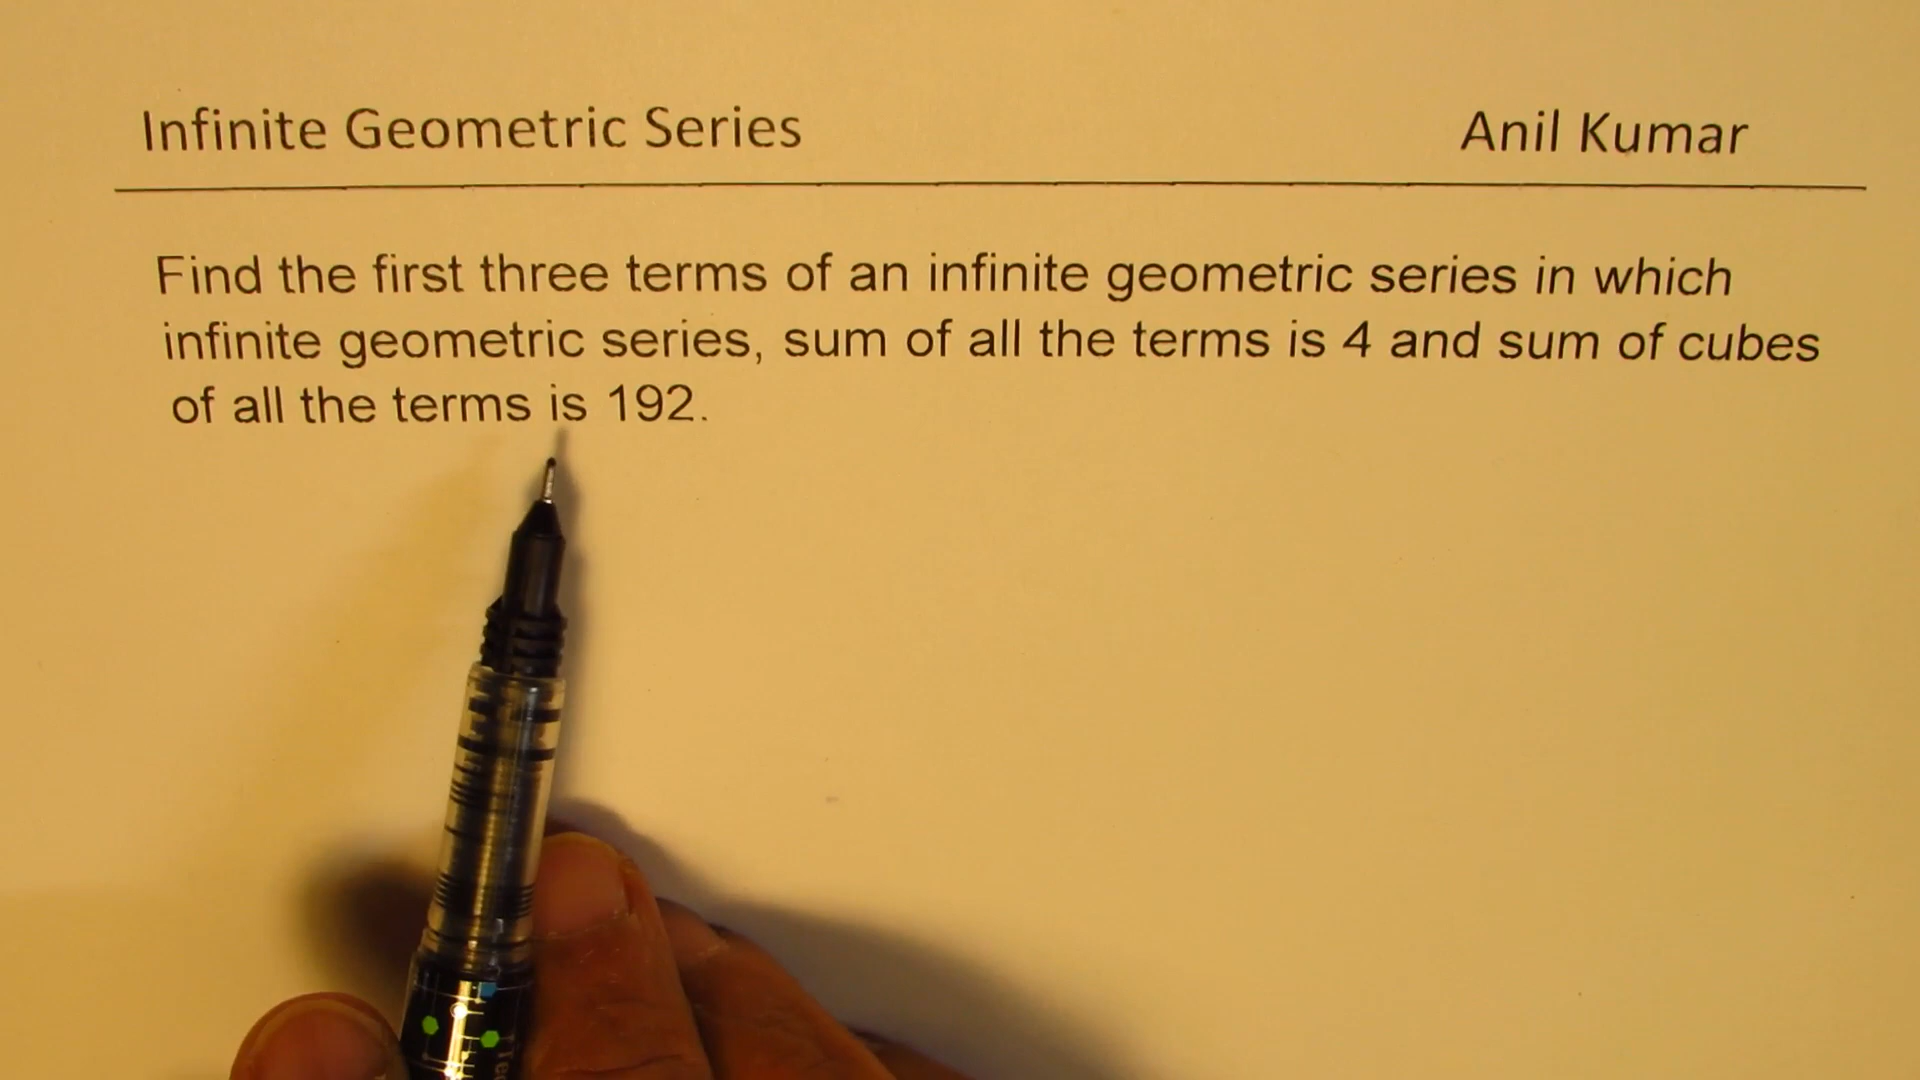 Infinite Geometric Series Anil Kumar
Find the first three terms of an infinite geometric series in which
infinite geometric series, sum of all the terms is 4 and sum of cubes
of all the terms is 192.